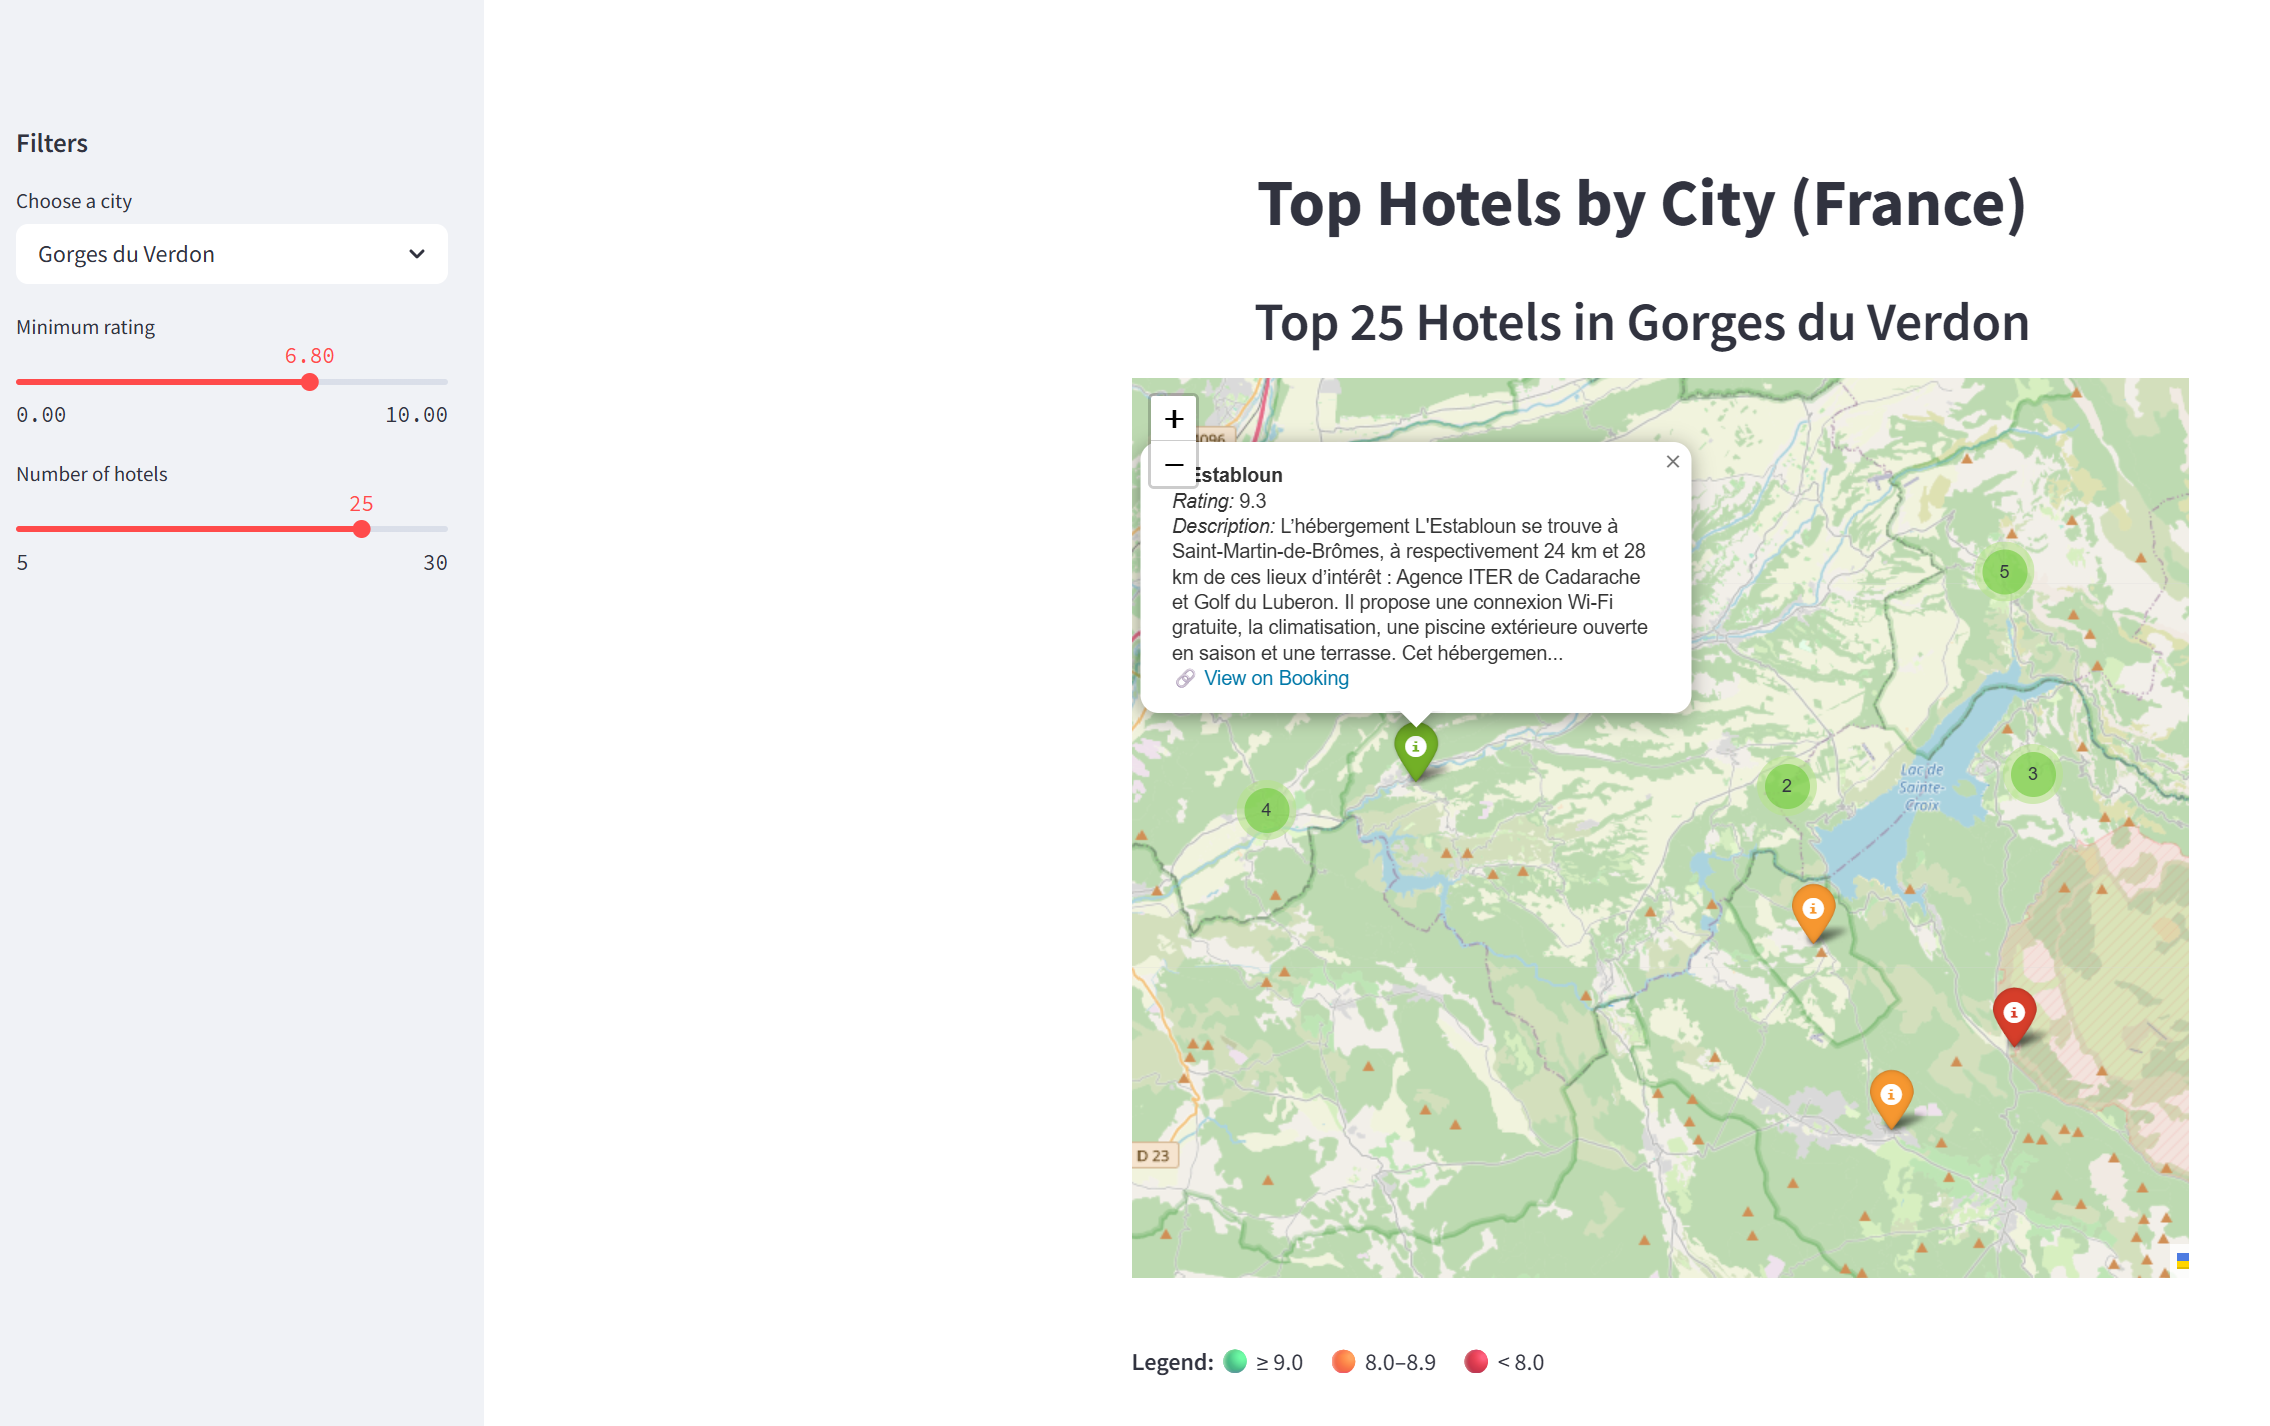 Filters
Choose a city
Gorges du Verdon
Minimum rating
6.80
0.00 10.00
Number of hotels
25
5 30
Top Hotels by City (France)
Top 25 Hotels in Gorges du Verdon
+
−
4096
Establoun
×
Rating: 9.3
Description: L’hébergement L'Establoun se trouve à
Saint-Martin-de-Brômes, à respectivement 24 km et 28
km de ces lieux d’intérêt : Agence ITER de Cadarache
et Golf du Luberon. Il propose une connexion Wi-Fi
gratuite, la climatisation, une piscine extérieure ouverte
en saison et une terrasse. Cet hébergemen...
View on Booking
5
4
2
3
Lac de
Sainte-
Croix
D 23
Legend: ≥ 9.0 8.0–8.9 < 8.0